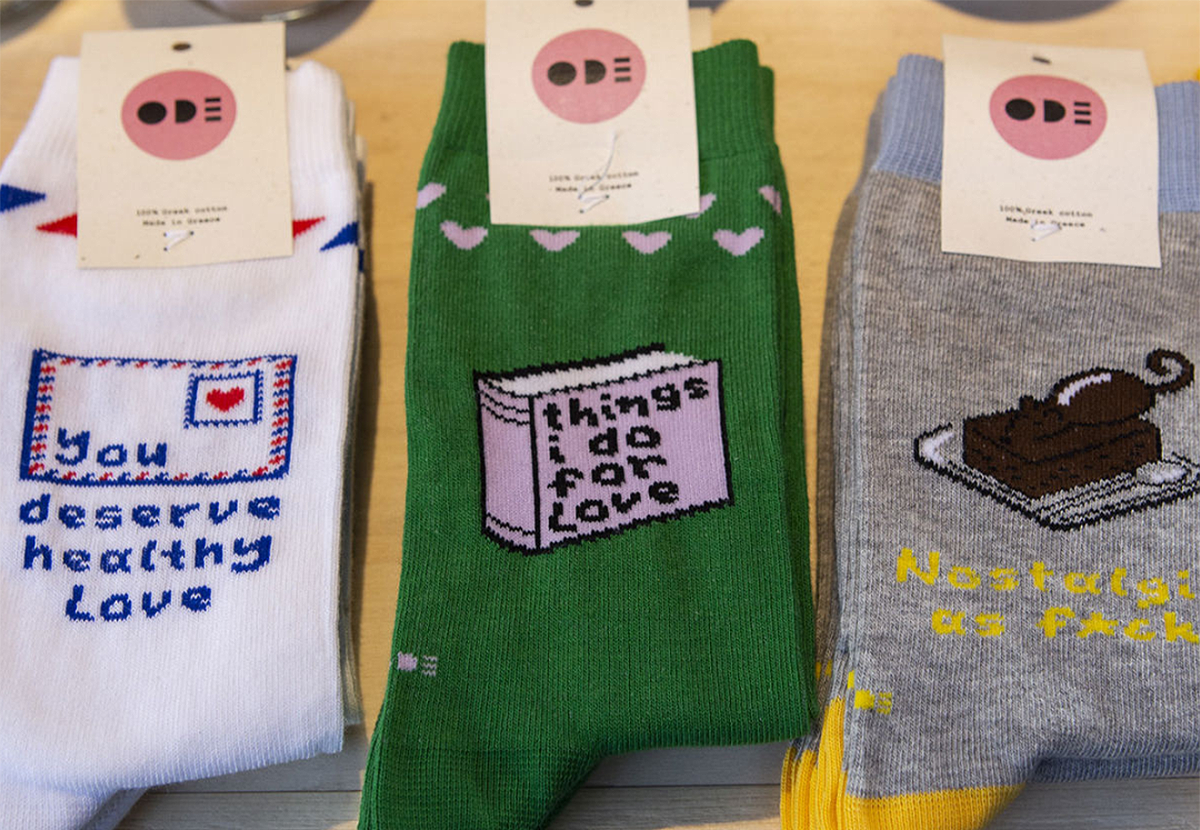 ODE
100% Greek cotton
Made in Greece
you
deserve
healthy
Love
ODE
100% Greek cotton
Made in Greece
things
i do
for
Love
ODE
100% Greek cotton
Made in Greece
Nostalgi
as f*ck